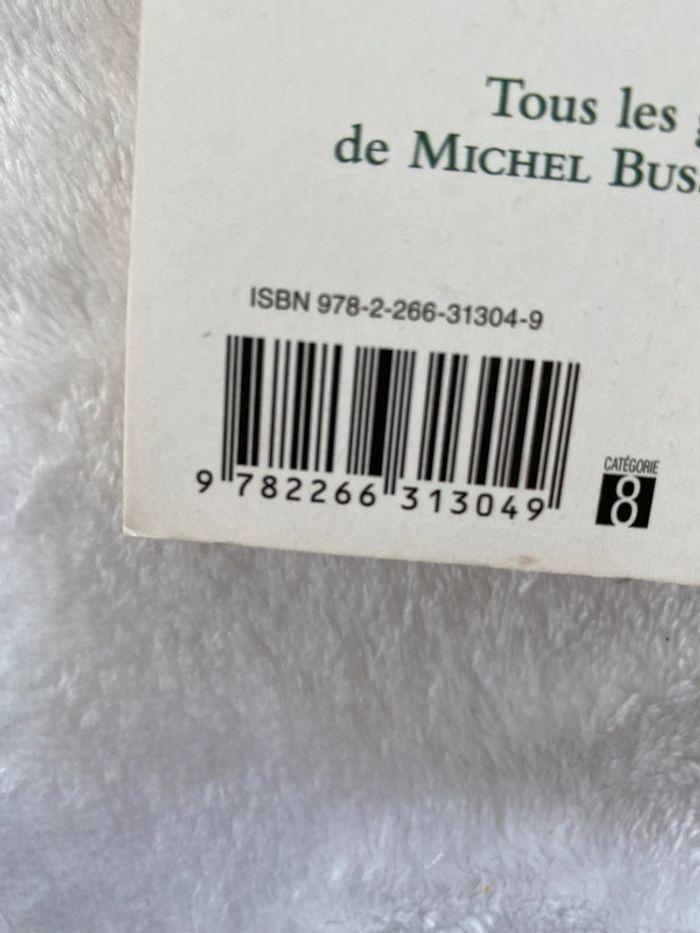 Tous les
de MICHEL
ISBN 978-2-266-31304-9
9 782266 313049
CATÉGORIE
8